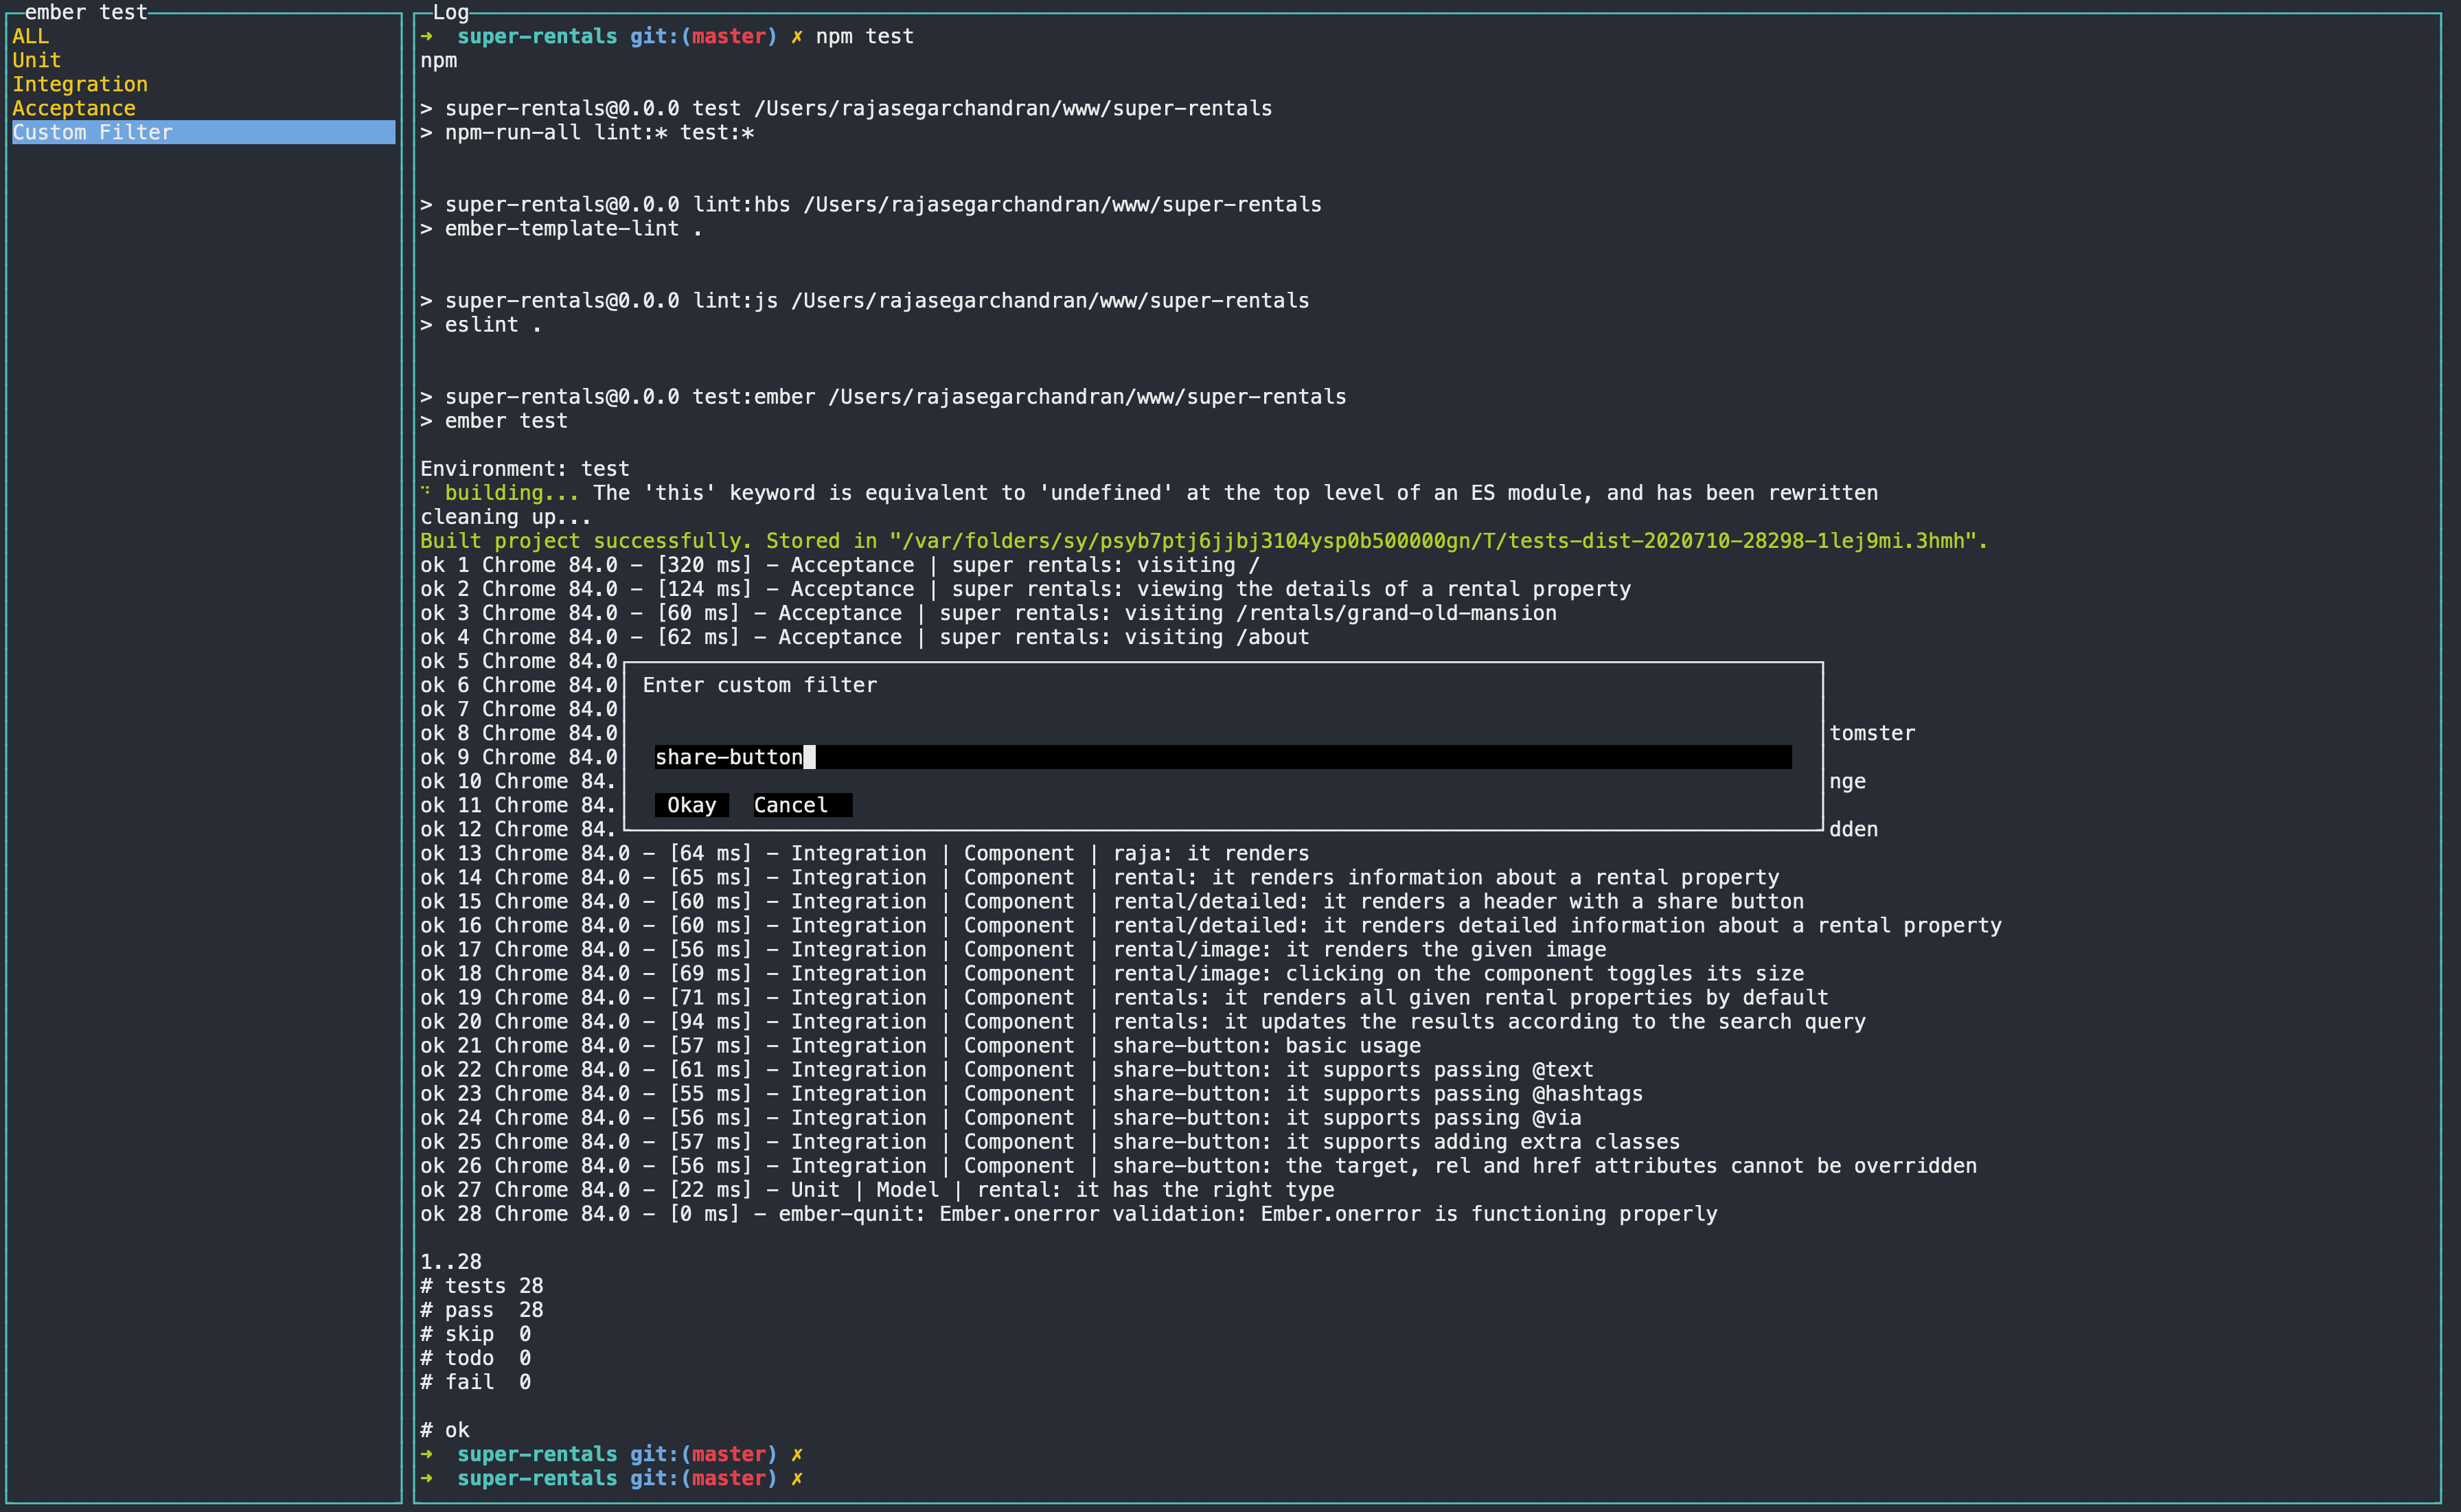 ember test
ALL
Unit
Integration
Acceptance
Custom Filter
Log
➜  super-rentals git:(master) ✗ npm test
npm
> super-rentals@0.0.0 test /Users/rajasegarchandran/www/super-rentals
> npm-run-all lint:* test:*
> super-rentals@0.0.0 lint:hbs /Users/rajasegarchandran/www/super-rentals
> ember-template-lint .
> super-rentals@0.0.0 lint:js /Users/rajasegarchandran/www/super-rentals
> eslint .
> super-rentals@0.0.0 test:ember /Users/rajasegarchandran/www/super-rentals
> ember test
Environment: test
⠙ building... The 'this' keyword is equivalent to 'undefined' at the top level of an ES module, and has been rewritten
cleaning up...
Built project successfully. Stored in "/var/folders/sy/psyb7ptj6jjbj3104ysp0b500000gn/T/tests-dist-2020710-28298-1lej9mi.3hmh".
ok 1 Chrome 84.0 - [320 ms] - Acceptance | super rentals: visiting /
ok 2 Chrome 84.0 - [124 ms] - Acceptance | super rentals: viewing the details of a rental property
ok 3 Chrome 84.0 - [60 ms] - Acceptance | super rentals: visiting /rentals/grand-old-mansion
ok 4 Chrome 84.0 - [62 ms] - Acceptance | super rentals: visiting /about
ok 5 Chrome 84.0
ok 6 Chrome 84.0
ok 7 Chrome 84.0
ok 8 Chrome 84.0 tomster
ok 9 Chrome 84.0
ok 10 Chrome 84. nge
ok 11 Chrome 84.
ok 12 Chrome 84. dden
Enter custom filter
share-button
Okay Cancel
ok 13 Chrome 84.0 - [64 ms] - Integration | Component | raja: it renders
ok 14 Chrome 84.0 - [65 ms] - Integration | Component | rental: it renders information about a rental property
ok 15 Chrome 84.0 - [60 ms] - Integration | Component | rental/detailed: it renders a header with a share button
ok 16 Chrome 84.0 - [60 ms] - Integration | Component | rental/detailed: it renders detailed information about a rental property
ok 17 Chrome 84.0 - [56 ms] - Integration | Component | rental/image: it renders the given image
ok 18 Chrome 84.0 - [69 ms] - Integration | Component | rental/image: clicking on the component toggles its size
ok 19 Chrome 84.0 - [71 ms] - Integration | Component | rentals: it renders all given rental properties by default
ok 20 Chrome 84.0 - [94 ms] - Integration | Component | rentals: it updates the results according to the search query
ok 21 Chrome 84.0 - [57 ms] - Integration | Component | share-button: basic usage
ok 22 Chrome 84.0 - [61 ms] - Integration | Component | share-button: it supports passing @text
ok 23 Chrome 84.0 - [55 ms] - Integration | Component | share-button: it supports passing @hashtags
ok 24 Chrome 84.0 - [56 ms] - Integration | Component | share-button: it supports passing @via
ok 25 Chrome 84.0 - [57 ms] - Integration | Component | share-button: it supports adding extra classes
ok 26 Chrome 84.0 - [56 ms] - Integration | Component | share-button: the target, rel and href attributes cannot be overridden
ok 27 Chrome 84.0 - [22 ms] - Unit | Model | rental: it has the right type
ok 28 Chrome 84.0 - [0 ms] - ember-qunit: Ember.onerror validation: Ember.onerror is functioning properly
1..28
# tests 28
# pass  28
# skip  0
# todo  0
# fail  0
# ok
➜  super-rentals git:(master) ✗
➜  super-rentals git:(master) ✗